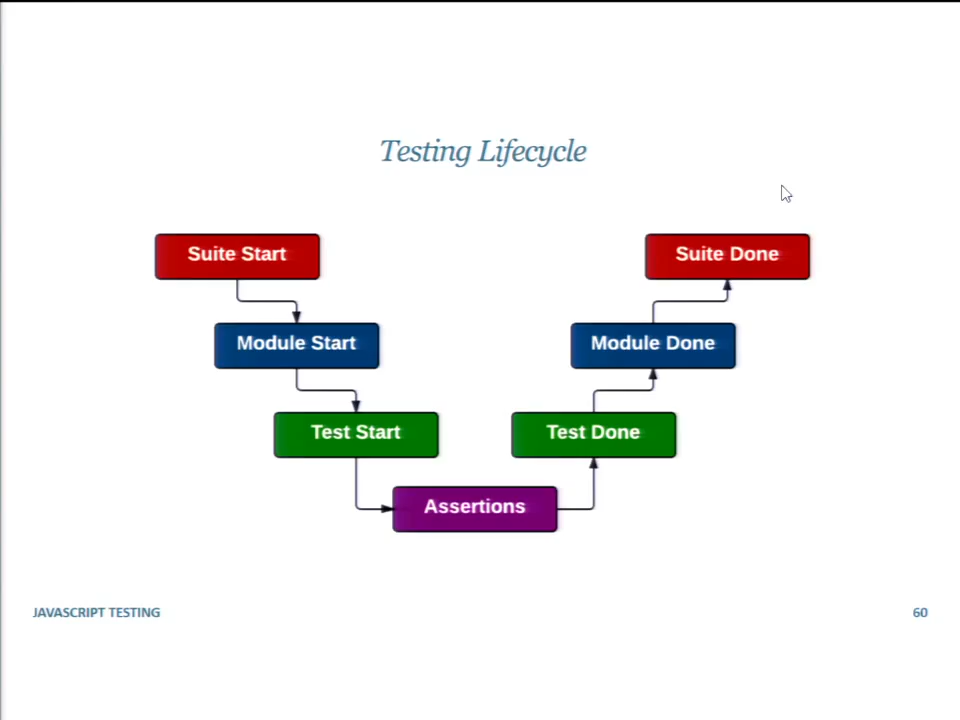 Testing Lifecycle
Suite Start
Suite Done
Module Start
Module Done
Test Start
Test Done
Assertions
JAVASCRIPT TESTING
60